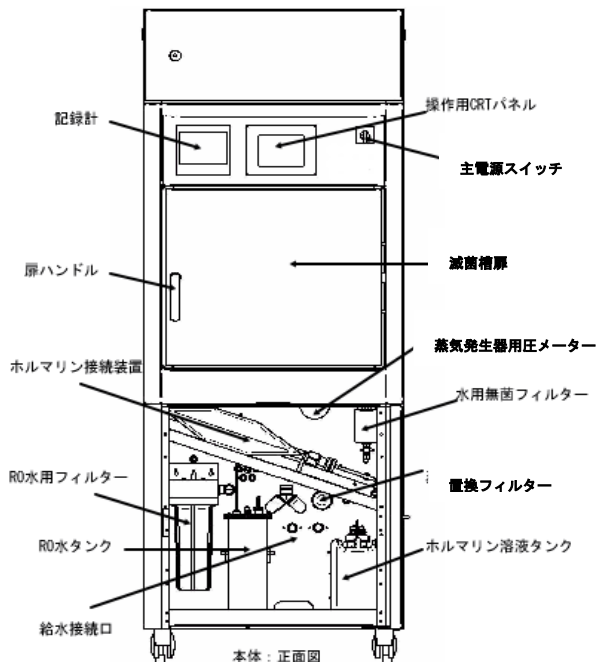 記録計
操作用CRTパネル
主電源スイッチ
扉ハンドル
滅菌槽扉
蒸気発生器用圧メーター
ホルマリン接続装置
水用無菌フィルター
RO水用フィルター
置換フィルター
RO水タンク
ホルマリン溶液タンク
給水接続口
本体：正面図